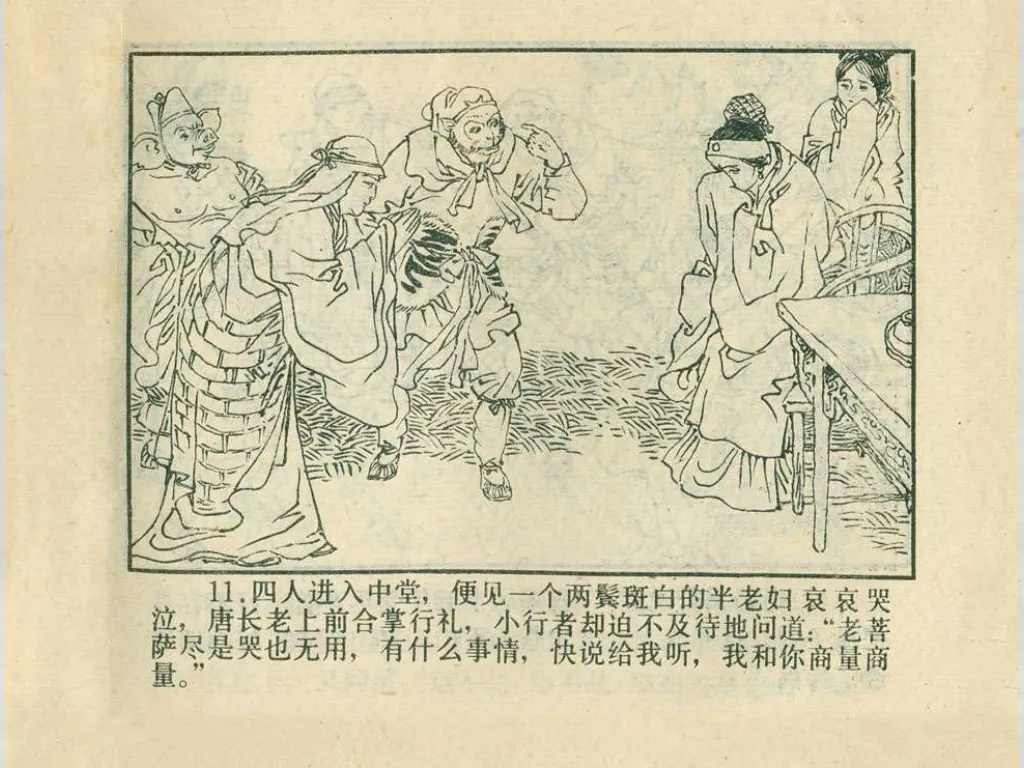 11.四人进入中堂，便见一个两鬓斑白的半老妇哀哀哭
泣，唐长老上前合掌行礼，小行者却迫不及待地问道：“老菩
萨尽是哭也无用，有什么事情，快说给我听，我和你商量商
量。”